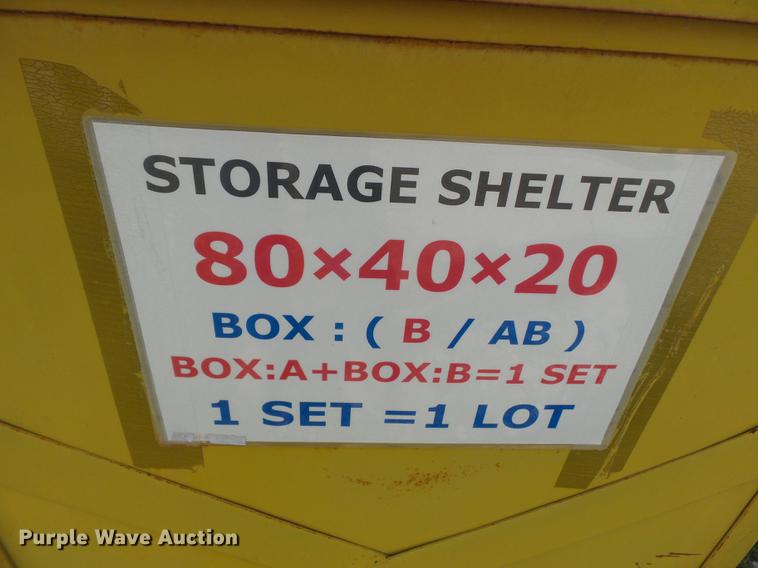 STORAGE SHELTER
80×40×20
BOX : ( B / AB )
BOX:A+BOX:B=1 SET
1 SET =1 LOT
Purple Wave Auction